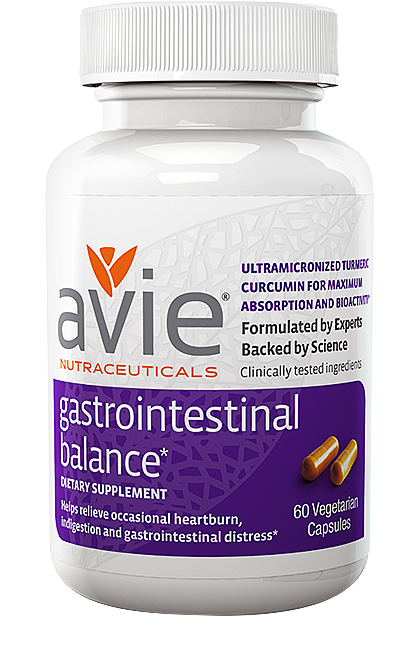 avie®
NUTRACEUTICALS
ULTRAMICRONIZED TURMERIC
CURCUMIN FOR MAXIMUM
ABSORPTION AND BIOACTIVITY*
Formulated by Experts
Backed by Science
Clinically tested ingredients
gastrointestinal
balance*
DIETARY SUPPLEMENT
Helps relieve occasional heartburn,
indigestion and gastrointestinal distress*
60 Vegetarian
Capsules